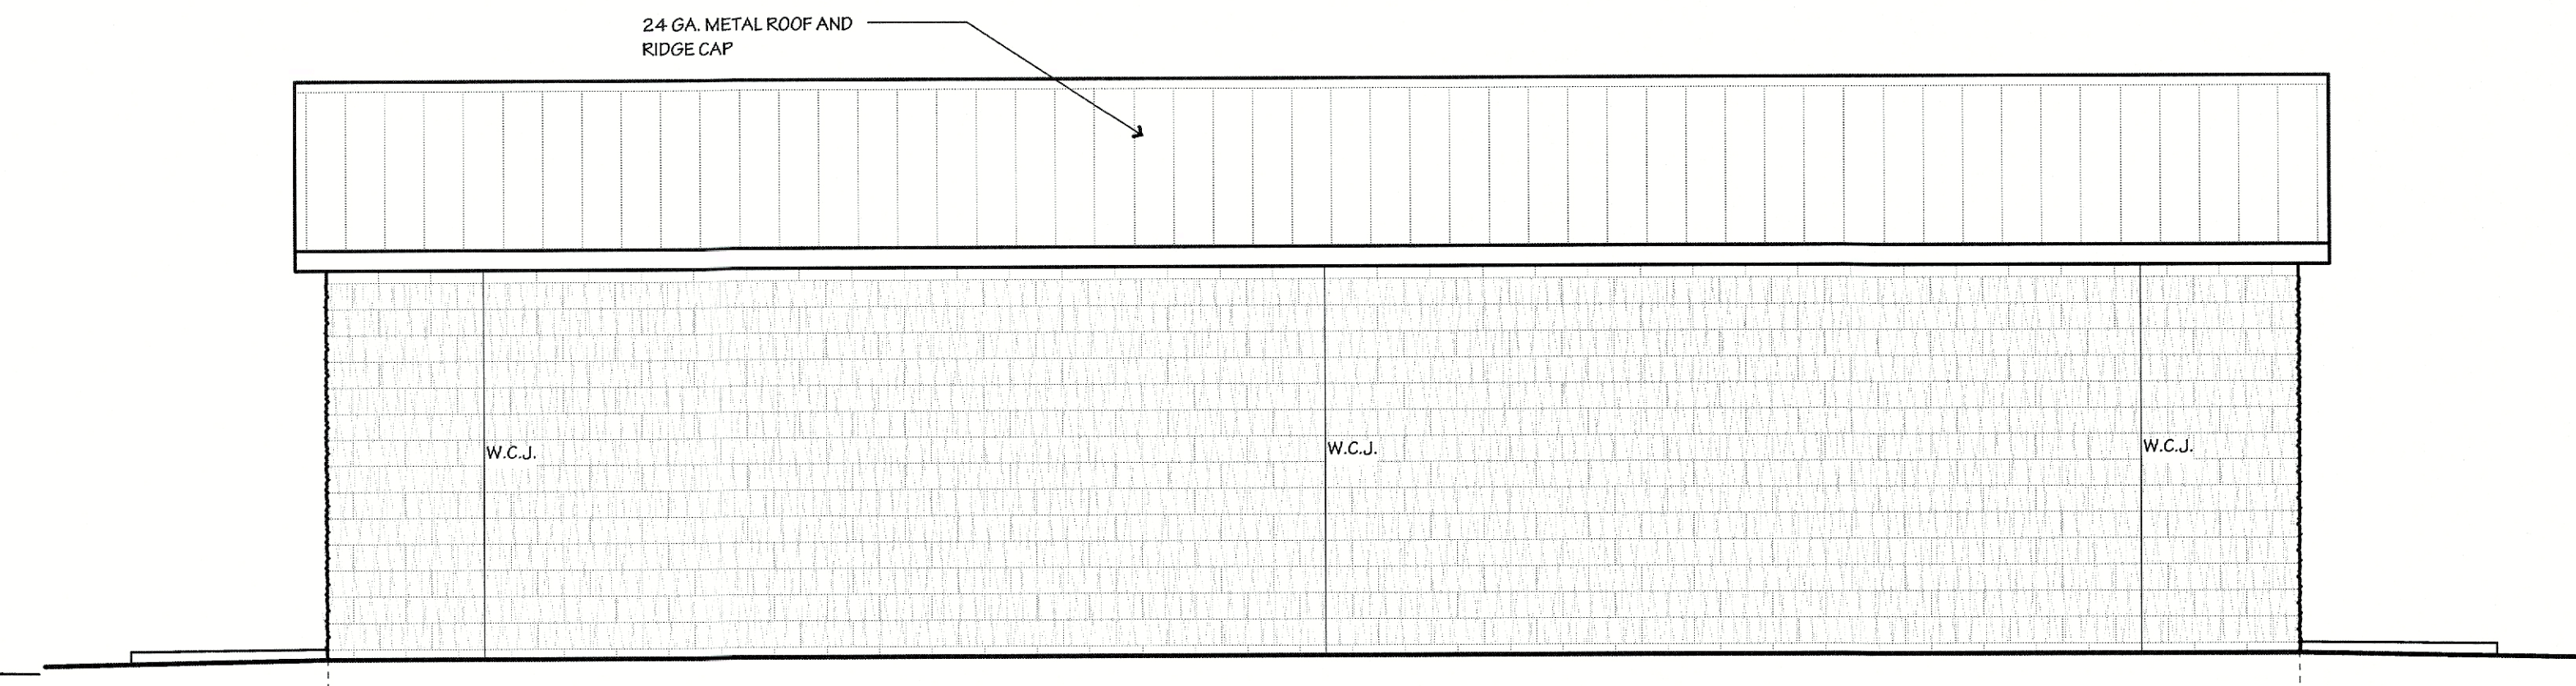 24 GA. METAL ROOF AND
RIDGE CAP
W.C.J.
W.C.J.
W.C.J.